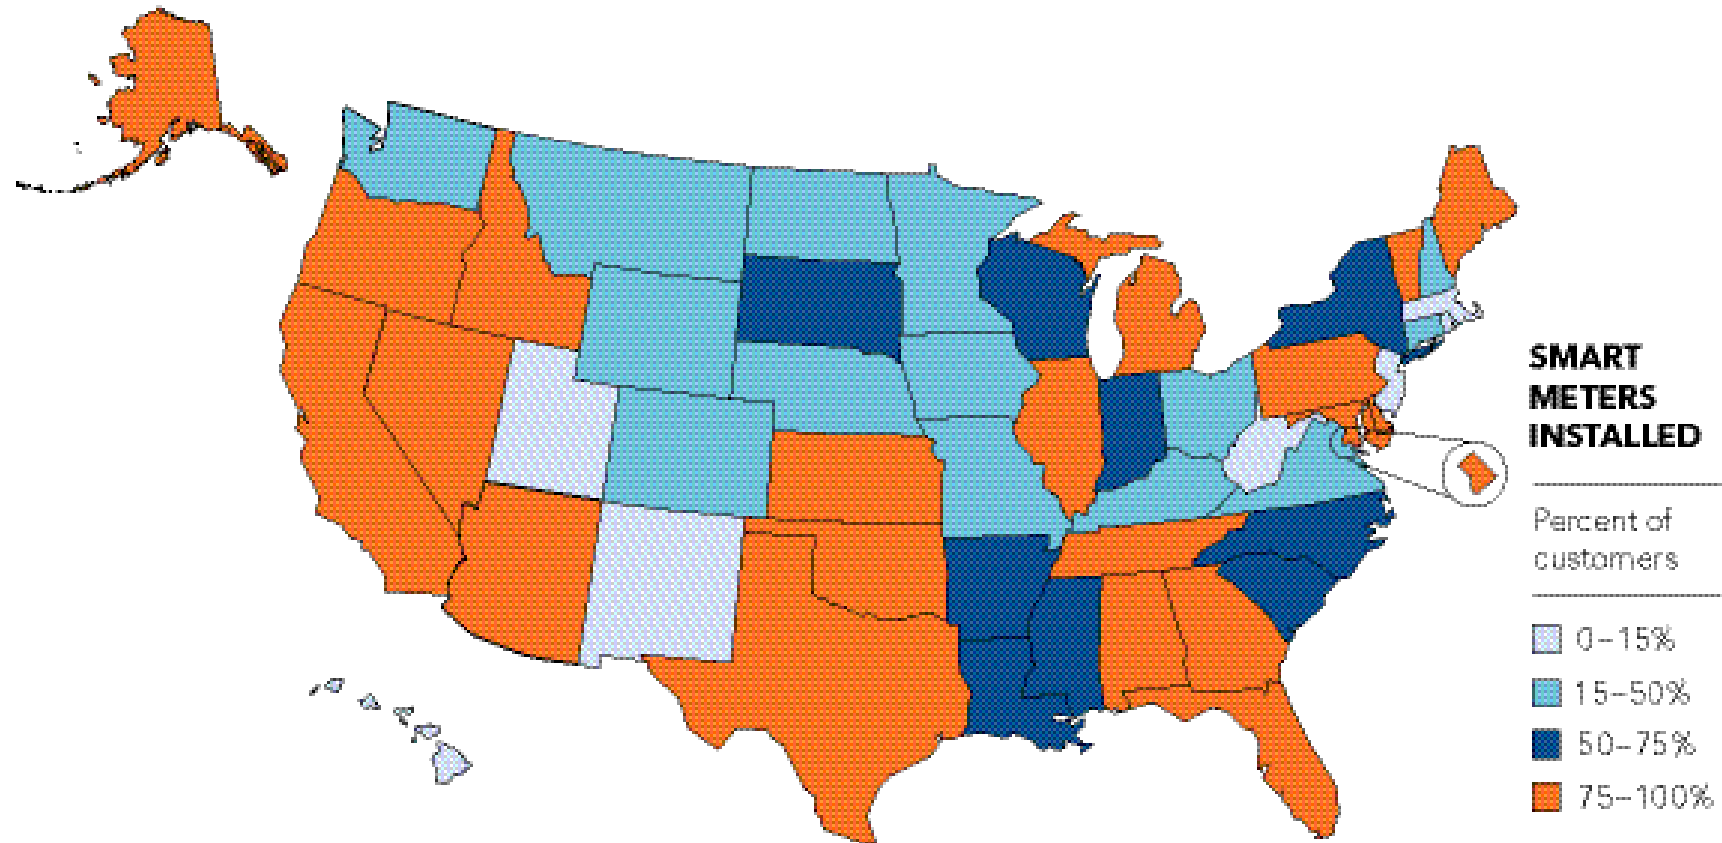 SMART
METERS
INSTALLED
Percent of
customers
0–15%
15–50%
50–75%
75–100%